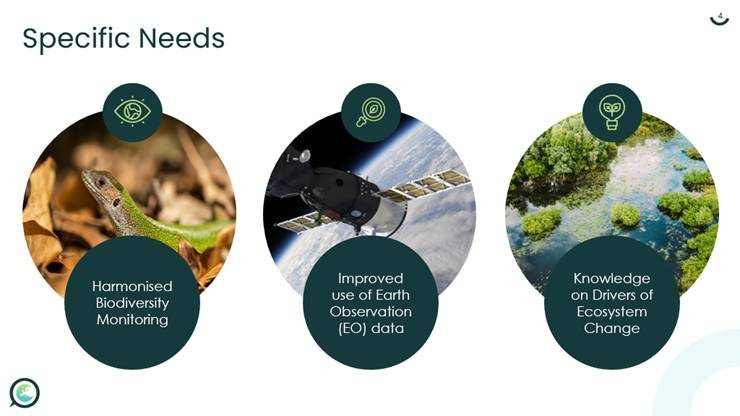 4
Specific Needs
Harmonised
Biodiversity
Monitoring
Improved
use of Earth
Observation
(EO) data
Knowledge
on Drivers of
Ecosystem
Change